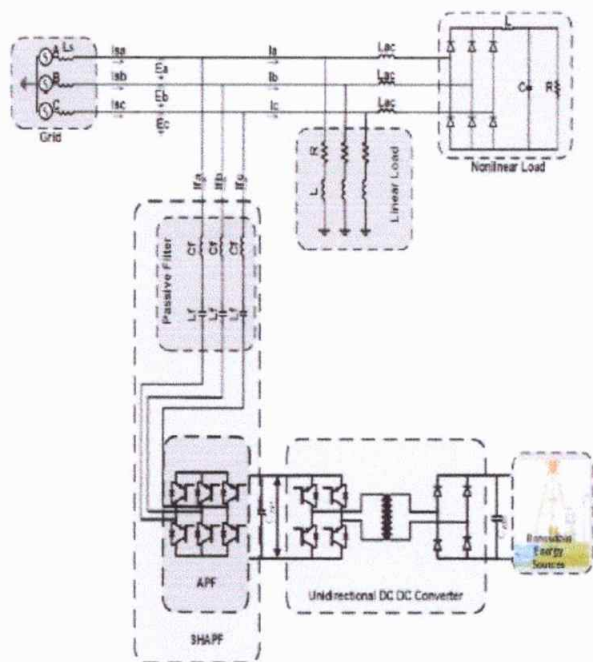 A Ls
Isa
Ia
Lac
Ea
B
Isb
Ib
Lac
Eb
C
Isc
Ic
Lac
Ec
Grid
L
C
R
Nonlinear Load
R
L
Linear Load
Ifa
Ifb
Ifc
Passive Filter
Cf
Cf
Cf
Lf
Lf
Lf
APF
SHAPF
Unidirectional DC DC Converter
Renewable
Energy
Sources